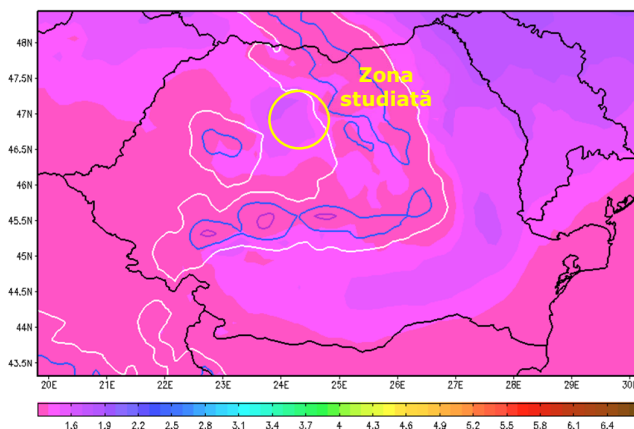 48N
47.5N
47N
46.5N
46N
45.5N
45N
44.5N
44N
43.5N
Zona
studiată
20E 21E 22E 23E 24E 25E 26E 27E 28E 29E 30E
1.6 1.9 2.2 2.5 2.8 3.1 3.4 3.7 4 4.3 4.6 4.9 5.2 5.5 5.8 6.1 6.4